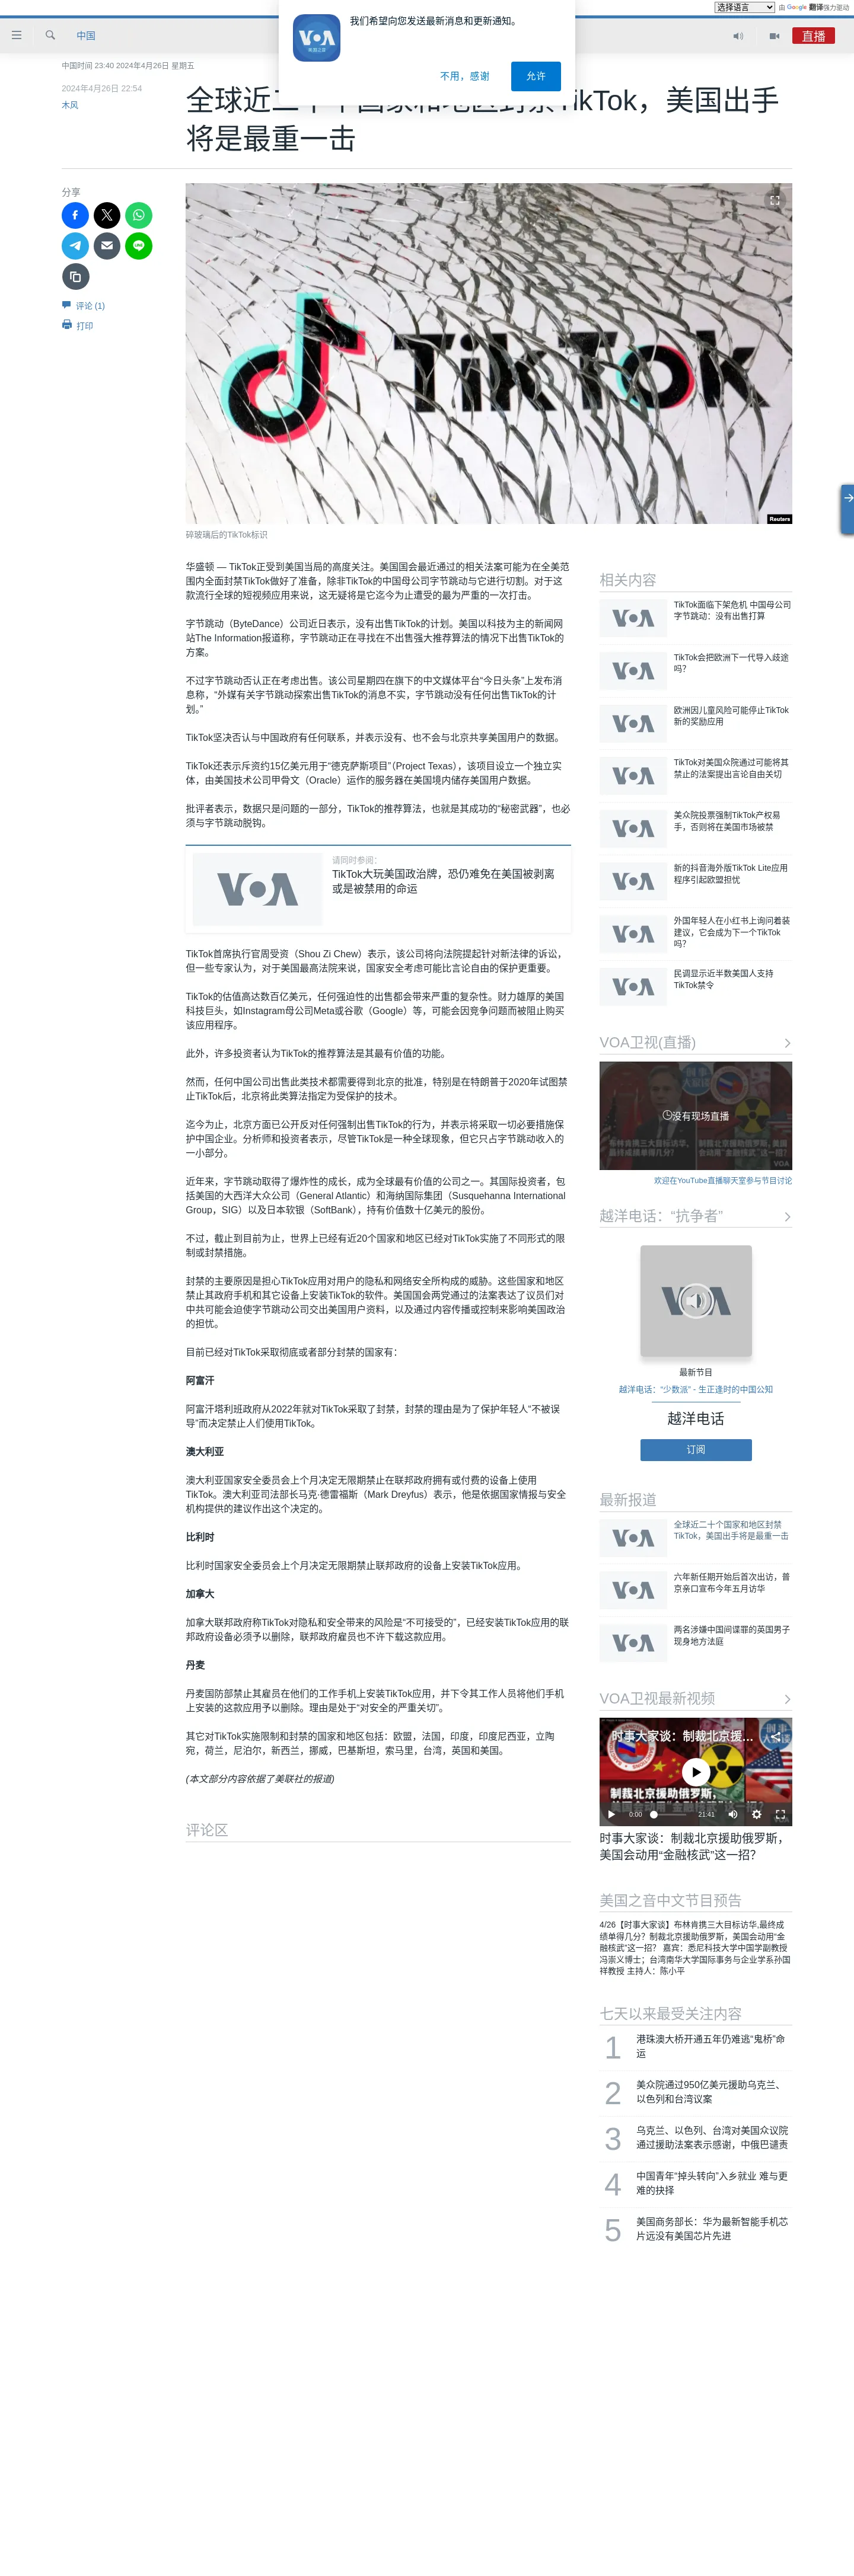 选择语言 由 Google 翻译强力驱动
我们希望向您发送最新消息和更新通知。
VOA
美国之音
不用，感谢
允许
中国
直播
中国时间 23:40 2024年4月26日 星期五
2024年4月26日 22:54
木风
TikTok，美国出手
将是最重一击
分享
评论 (1)
打印
TikTok
Reuters
碎玻璃后的TikTok标识
华盛顿 — TikTok正受到美国当局的高度关注。美国国会最近通过的相关法案可能为在全美范
围内全面封禁TikTok做好了准备，除非TikTok的中国母公司字节跳动与它进行切割。对于这
款流行全球的短视频应用来说，这无疑将是它迄今为止遭受的最为严重的一次打击。
字节跳动（ByteDance）公司近日表示，没有出售TikTok的计划。美国以科技为主的新闻网
站The Information报道称，字节跳动正在寻找在不出售强大推荐算法的情况下出售TikTok的
方案。
不过字节跳动否认正在考虑出售。该公司星期四在旗下的中文媒体平台“今日头条”上发布消
息称，“外媒有关字节跳动探索出售TikTok的消息不实，字节跳动没有任何出售TikTok的计
划。”
TikTok坚决否认与中国政府有任何联系，并表示没有、也不会与北京共享美国用户的数据。
TikTok还表示斥资约15亿美元用于“德克萨斯项目”（Project Texas），该项目设立一个独立实
体，由美国技术公司甲骨文（Oracle）运作的服务器在美国境内储存美国用户数据。
批评者表示，数据只是问题的一部分，TikTok的推荐算法，也就是其成功的“秘密武器”，也必
须与字节跳动脱钩。
VOA
请同时参阅：
TikTok大玩美国政治牌，恐仍难免在美国被剥离
或是被禁用的命运
TikTok首席执行官周受资（Shou Zi Chew）表示，该公司将向法院提起针对新法律的诉讼，
但一些专家认为，对于美国最高法院来说，国家安全考虑可能比言论自由的保护更重要。
TikTok的估值高达数百亿美元，任何强迫性的出售都会带来严重的复杂性。财力雄厚的美国
科技巨头，如Instagram母公司Meta或谷歌（Google）等，可能会因竞争问题而被阻止购买
该应用程序。
此外，许多投资者认为TikTok的推荐算法是其最有价值的功能。
然而，任何中国公司出售此类技术都需要得到北京的批准，特别是在特朗普于2020年试图禁
止TikTok后，北京将此类算法指定为受保护的技术。
迄今为止，北京方面已公开反对任何强制出售TikTok的行为，并表示将采取一切必要措施保
护中国企业。分析师和投资者表示，尽管TikTok是一种全球现象，但它只占字节跳动收入的
一小部分。
近年来，字节跳动取得了爆炸性的成长，成为全球最有价值的公司之一。其国际投资者，包
括美国的大西洋大众公司（General Atlantic）和海纳国际集团（Susquehanna International
Group，SIG）以及日本软银（SoftBank），持有价值数十亿美元的股份。
不过，截止到目前为止，世界上已经有近20个国家和地区已经对TikTok实施了不同形式的限
制或封禁措施。
封禁的主要原因是担心TikTok应用对用户的隐私和网络安全所构成的威胁。这些国家和地区
禁止其政府手机和其它设备上安装TikTok的软件。美国国会两党通过的法案表达了议员们对
中共可能会迫使字节跳动公司交出美国用户资料，以及通过内容传播或控制来影响美国政治
的担忧。
目前已经对TikTok采取彻底或者部分封禁的国家有：
阿富汗
阿富汗塔利班政府从2022年就对TikTok采取了封禁，封禁的理由是为了保护年轻人“不被误
导”而决定禁止人们使用TikTok。
澳大利亚
澳大利亚国家安全委员会上个月决定无限期禁止在联邦政府拥有或付费的设备上使用
TikTok。澳大利亚司法部长马克·德雷福斯（Mark Dreyfus）表示，他是依据国家情报与安全
机构提供的建议作出这个决定的。
比利时
比利时国家安全委员会上个月决定无限期禁止联邦政府的设备上安装TikTok应用。
加拿大
加拿大联邦政府称TikTok对隐私和安全带来的风险是“不可接受的”，已经安装TikTok应用的联
邦政府设备必须予以删除，联邦政府雇员也不许下载这款应用。
丹麦
丹麦国防部禁止其雇员在他们的工作手机上安装TikTok应用，并下令其工作人员将他们手机
上安装的这款应用予以删除。理由是处于“对安全的严重关切”。
其它对TikTok实施限制和封禁的国家和地区包括：欧盟，法国，印度，印度尼西亚，立陶
宛，荷兰，尼泊尔，新西兰，挪威，巴基斯坦，索马里，台湾，英国和美国。
(本文部分内容依据了美联社的报道)
评论区
相关内容
VOA
TikTok面临下架危机 中国母公司
字节跳动：没有出售打算
VOA
TikTok会把欧洲下一代导入歧途
吗？
VOA
欧洲因儿童风险可能停止TikTok
新的奖励应用
VOA
TikTok对美国众院通过可能将其
禁止的法案提出言论自由关切
VOA
美众院投票强制TikTok产权易
手，否则将在美国市场被禁
VOA
新的抖音海外版TikTok Lite应用
程序引起欧盟担忧
VOA
外国年轻人在小红书上询问着装
建议，它会成为下一个TikTok
吗？
VOA
民调显示近半数美国人支持
TikTok禁令
VOA卫视(直播)
没有现场直播
欢迎在YouTube直播聊天室参与节目讨论
越洋电话：“抗争者”
VOA
最新节目
越洋电话：“少数派” - 生正逢时的中国公知
越洋电话
订阅
最新报道
VOA
全球近二十个国家和地区封禁
TikTok，美国出手将是最重一击
VOA
六年新任期开始后首次出访，普
京亲口宣布今年五月访华
VOA
两名涉嫌中国间谍罪的英国男子
现身地方法庭
VOA卫视最新视频
时事大家谈：制裁北京援…
制裁北京援助俄罗斯，
0:00
21:41
时事大家谈：制裁北京援助俄罗斯，
美国会动用“金融核武”这一招？
美国之音中文节目预告
4/26【时事大家谈】布林肯携三大目标访华,最终成
绩单得几分？制裁北京援助俄罗斯，美国会动用“金
融核武”这一招？ 嘉宾：悉尼科技大学中国学副教授
冯崇义博士；台湾南华大学国际事务与企业学系孙国
祥教授 主持人：陈小平
七天以来最受关注内容
1 港珠澳大桥开通五年仍难逃“鬼桥”命
运
2 美众院通过950亿美元援助乌克兰、
以色列和台湾议案
3 乌克兰、以色列、台湾对美国众议院
通过援助法案表示感谢，中俄巴谴责
4 中国青年“掉头转向”入乡就业 难与更
难的抉择
5 美国商务部长：华为最新智能手机芯
片远没有美国芯片先进